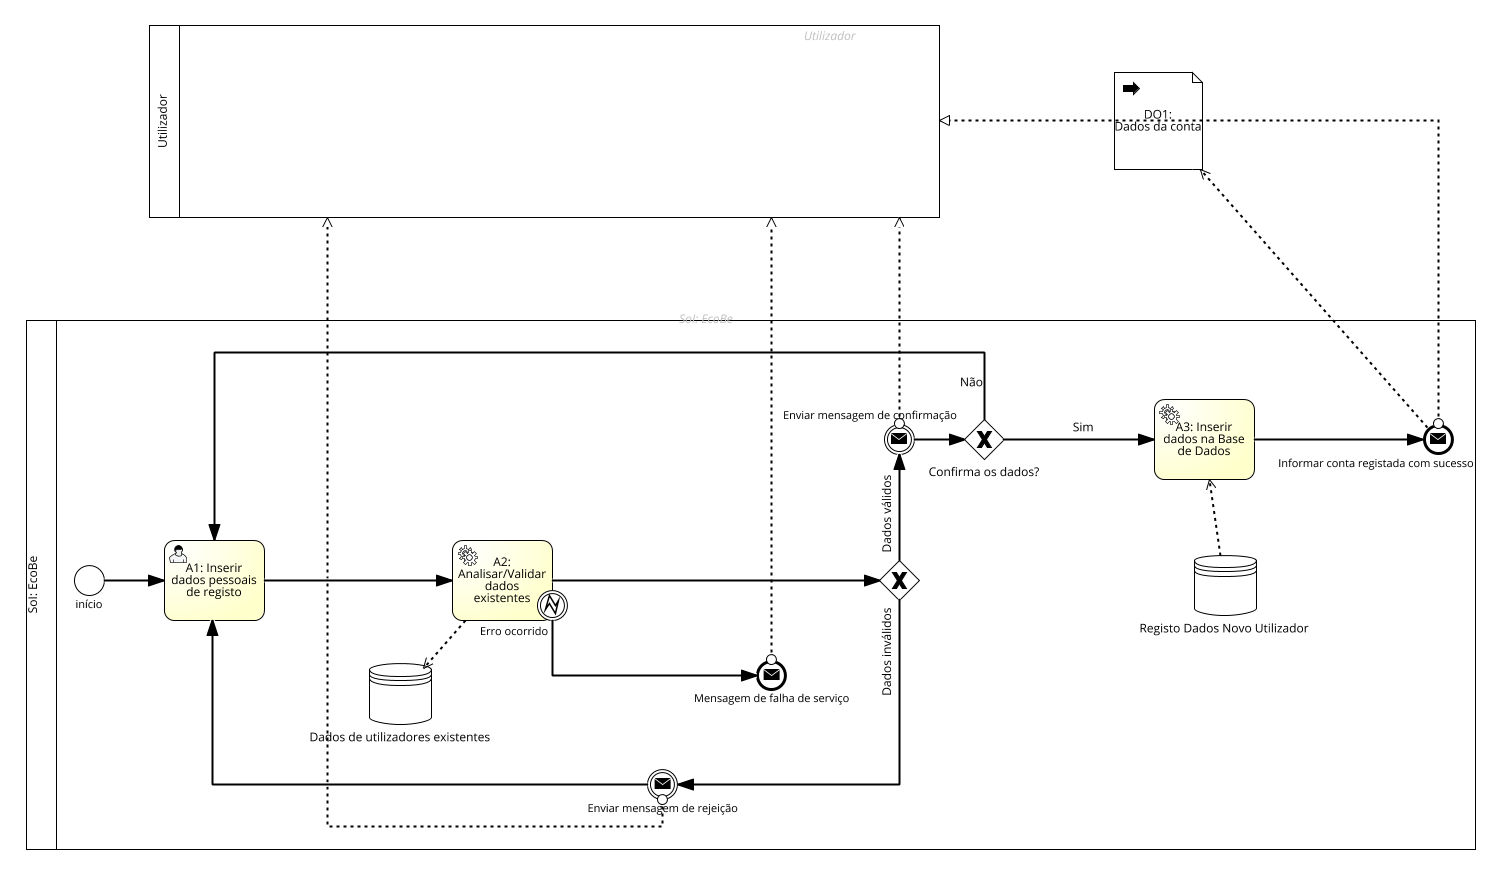 Utilizador
Utilizador
DO1:
Dados da conta
Sol: EcoBe
Sol: EcoBe
Não
Enviar mensagem de confirmação
Confirma os dados?
Sim
A3: Inserir
dados na Base
de Dados
Informar conta registada com sucesso
Dados válidos
início
A1: Inserir
dados pessoais
de registo
A2:
Analisar/Validar
dados
existentes
Erro ocorrido
Dados inválidos
Registo Dados Novo Utilizador
Mensagem de falha de serviço
Dados de utilizadores existentes
Enviar mensagem de rejeição